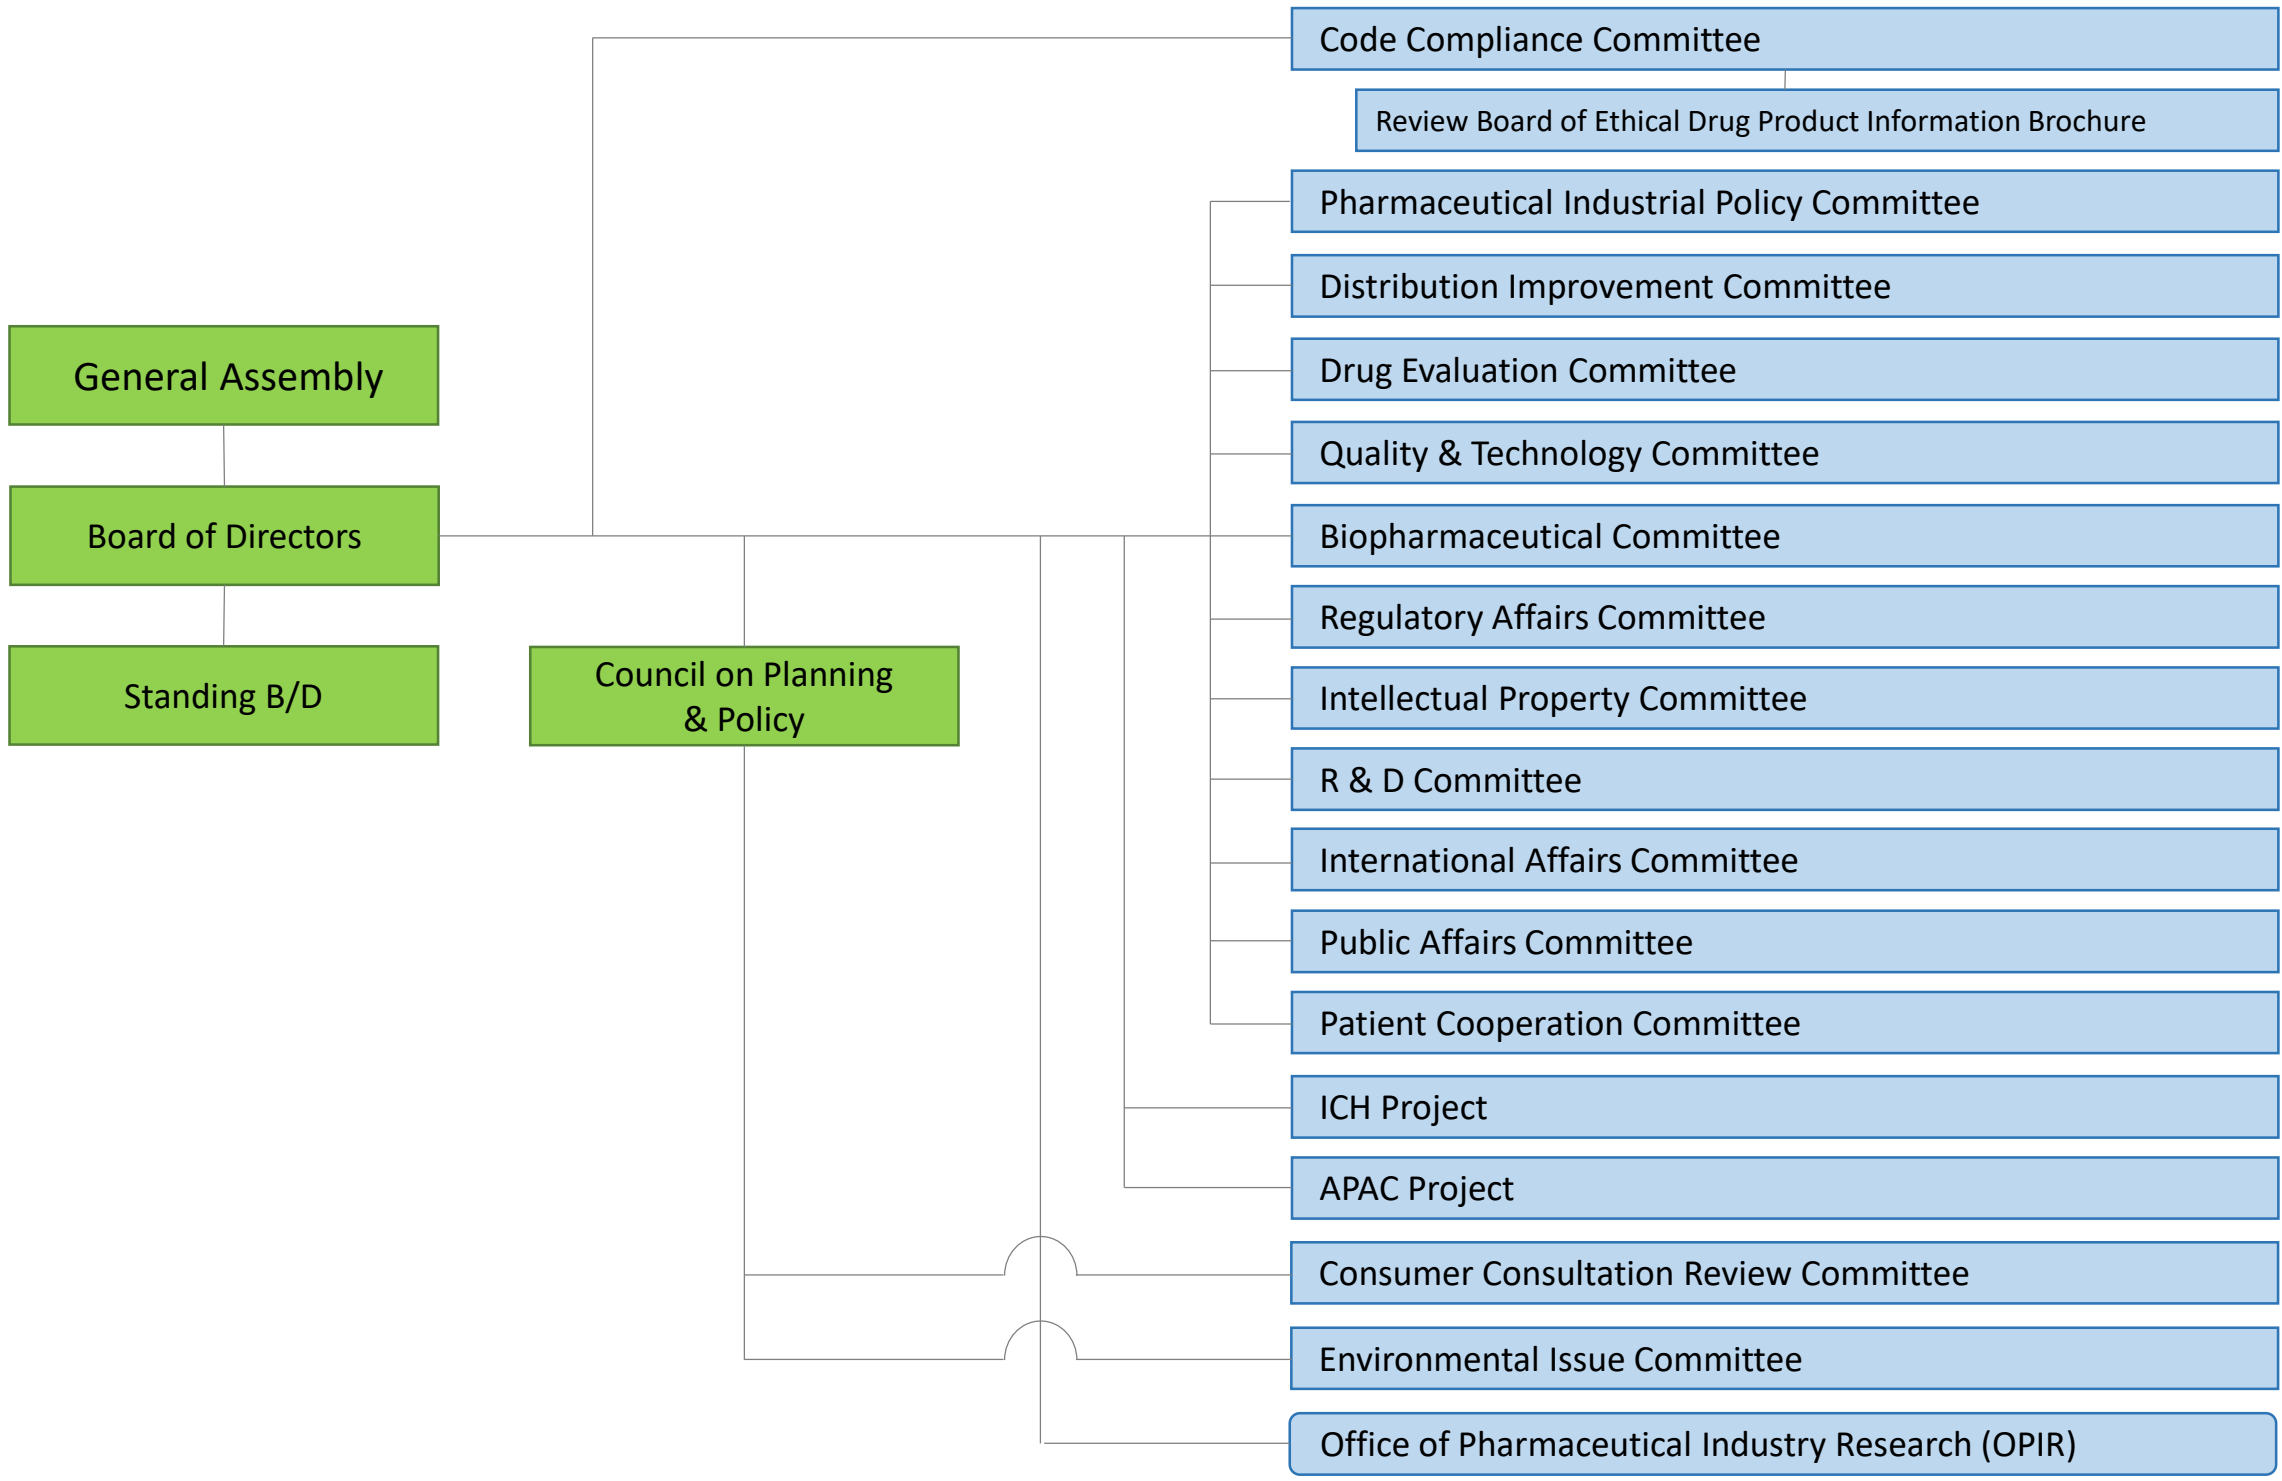 General Assembly
Board of Directors
Standing B/D
Council on Planning
& Policy
Code Compliance Committee
Review Board of Ethical Drug Product Information Brochure
Pharmaceutical Industrial Policy Committee
Distribution Improvement Committee
Drug Evaluation Committee
Quality & Technology Committee
Biopharmaceutical Committee
Regulatory Affairs Committee
Intellectual Property Committee
R & D Committee
International Affairs Committee
Public Affairs Committee
Patient Cooperation Committee
ICH Project
APAC Project
Consumer Consultation Review Committee
Environmental Issue Committee
Office of Pharmaceutical Industry Research (OPIR)